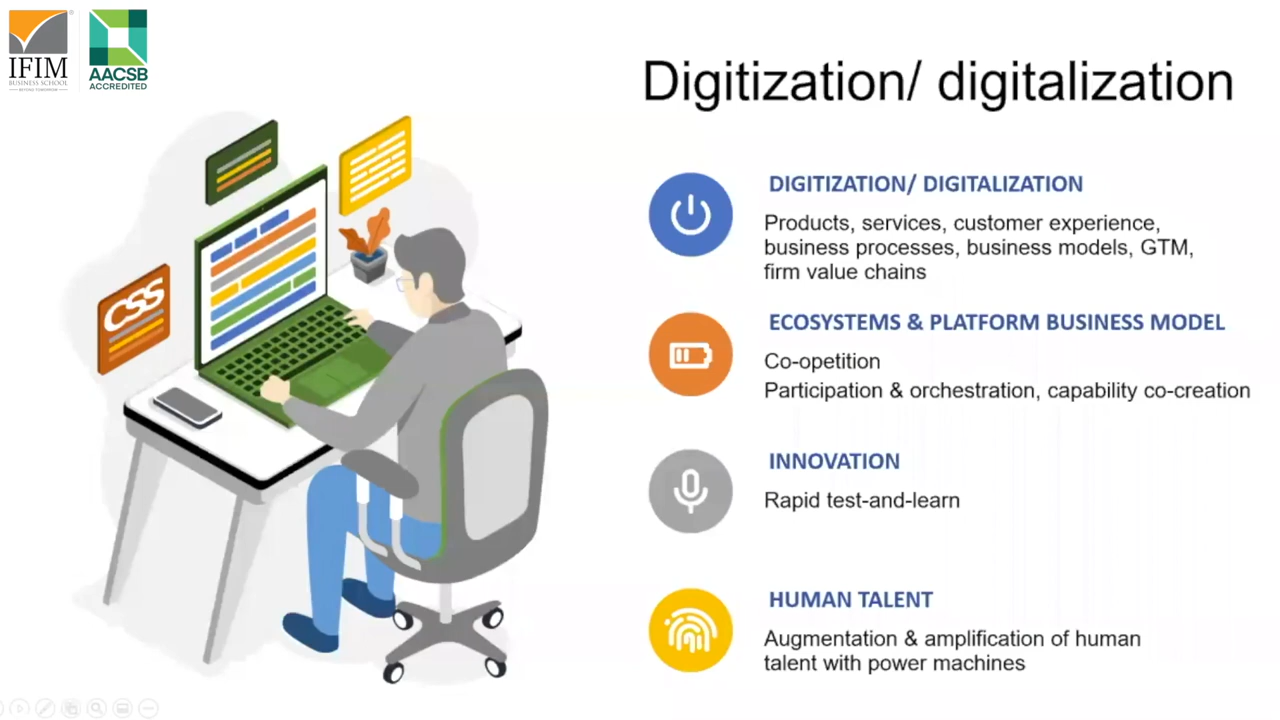 IFIM
BUSINESS SCHOOL
BEYOND TOMORROW
AACSB
ACCREDITED
Digitization/ digitalization
CSS
DIGITIZATION/ DIGITALIZATION
Products, services, customer experience,
business processes, business models, GTM,
firm value chains
ECOSYSTEMS & PLATFORM BUSINESS MODEL
Co-opetition
Participation & orchestration, capability co-creation
INNOVATION
Rapid test-and-learn
HUMAN TALENT
Augmentation & amplification of human
talent with power machines